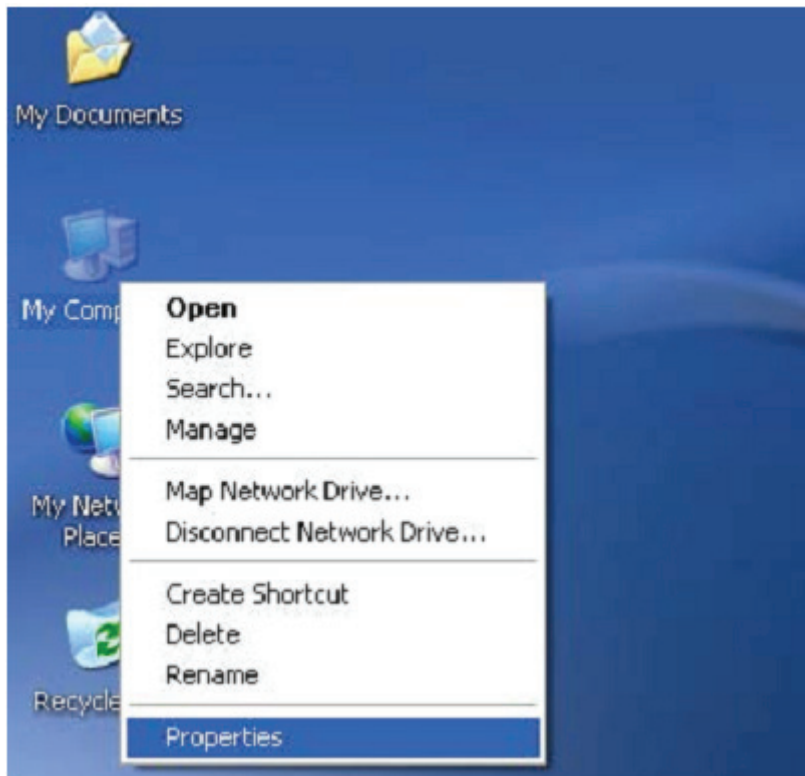 My Documents
My Comp
Open
Explore
Search...
Manage
Map Network Drive...
Disconnect Network Drive...
My Netw
Place
Create Shortcut
Delete
Rename
Recycle
Properties